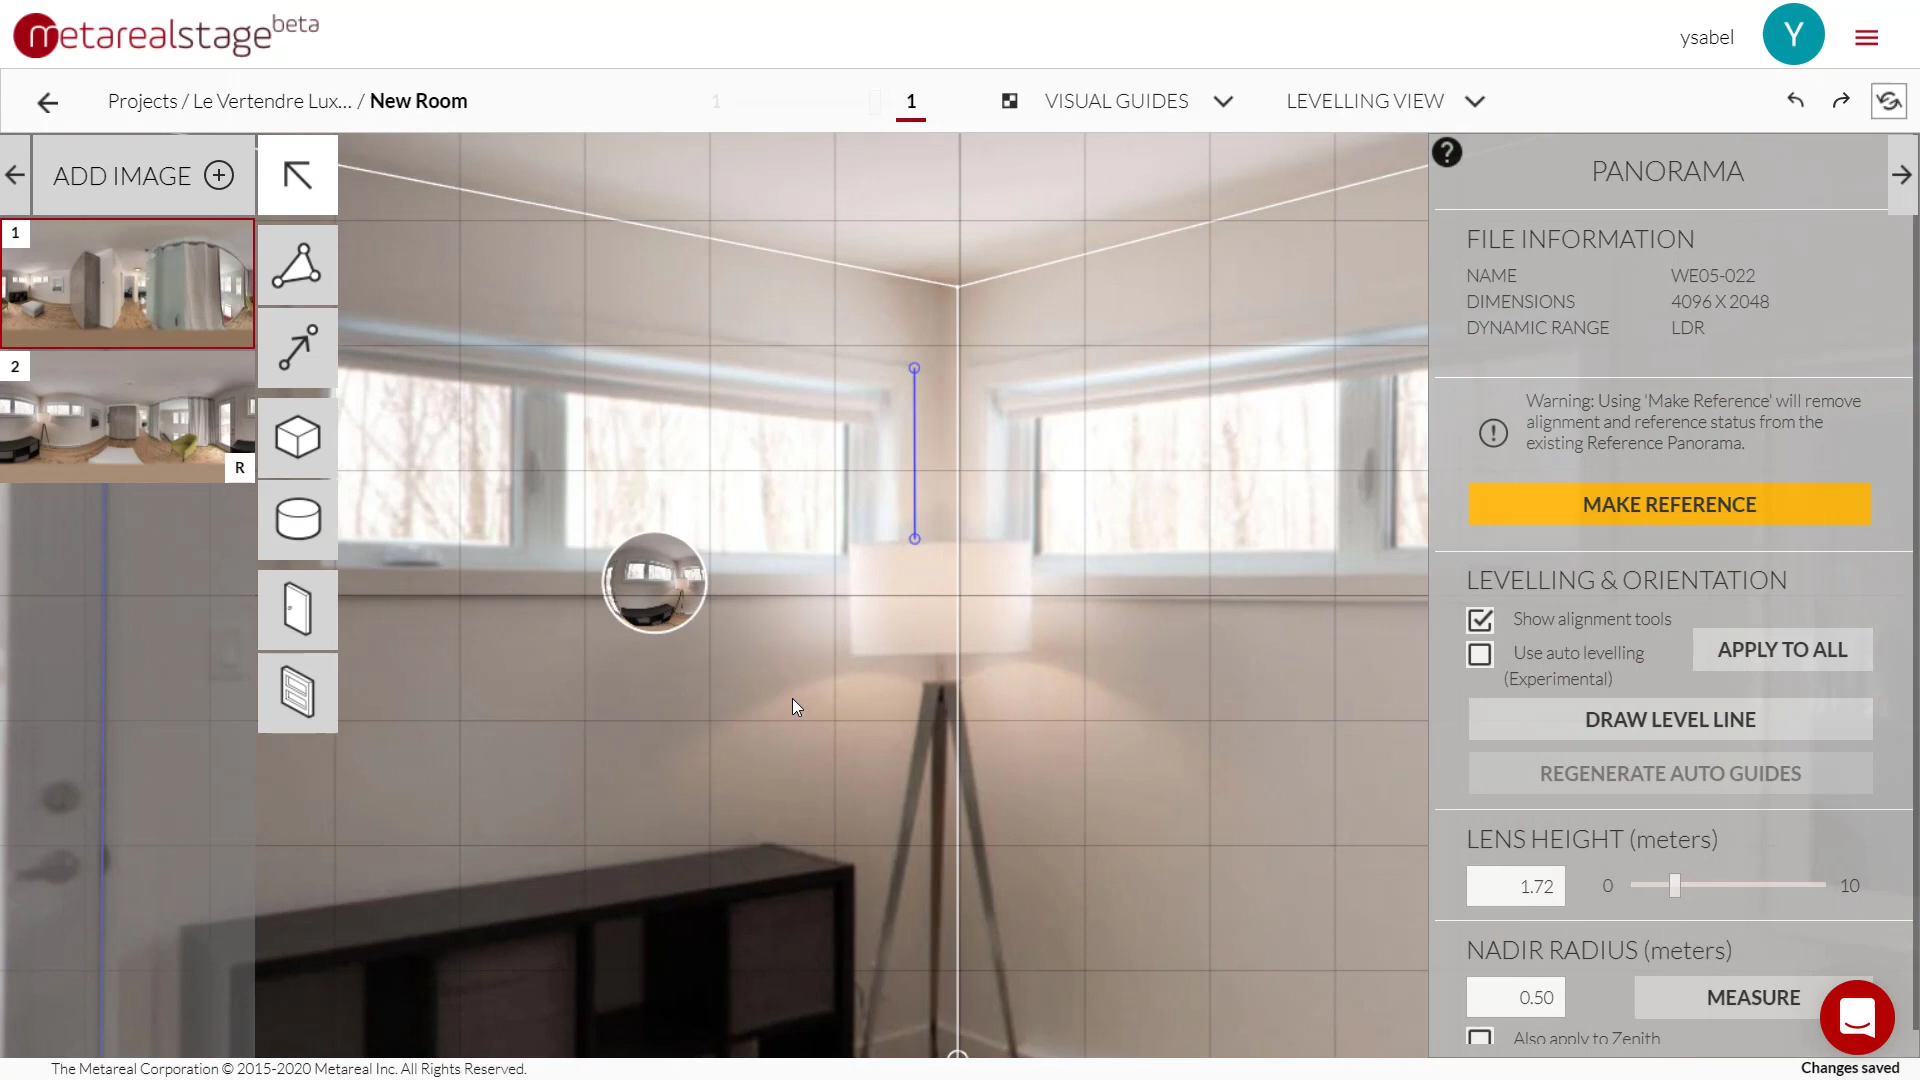 metarealstage beta
ysabel
Y
Projects / Le Vertendre Lux... / New Room
1
1
VISUAL GUIDES
LEVELLING VIEW
ADD IMAGE
1
2
R
?
PANORAMA
FILE INFORMATION
NAME WE05-022
DIMENSIONS 4096 X 2048
DYNAMIC RANGE LDR
Warning: Using 'Make Reference' will remove
alignment and reference status from the
existing Reference Panorama.
MAKE REFERENCE
LEVELLING & ORIENTATION
Show alignment tools
Use auto levelling
(Experimental)
APPLY TO ALL
DRAW LEVEL LINE
REGENERATE AUTO GUIDES
LENS HEIGHT (meters)
1.72 0 10
NADIR RADIUS (meters)
0.50 MEASURE
Also apply to Zenith
The Metareal Corporation © 2015-2020 Metareal Inc. All Rights Reserved.
Changes saved